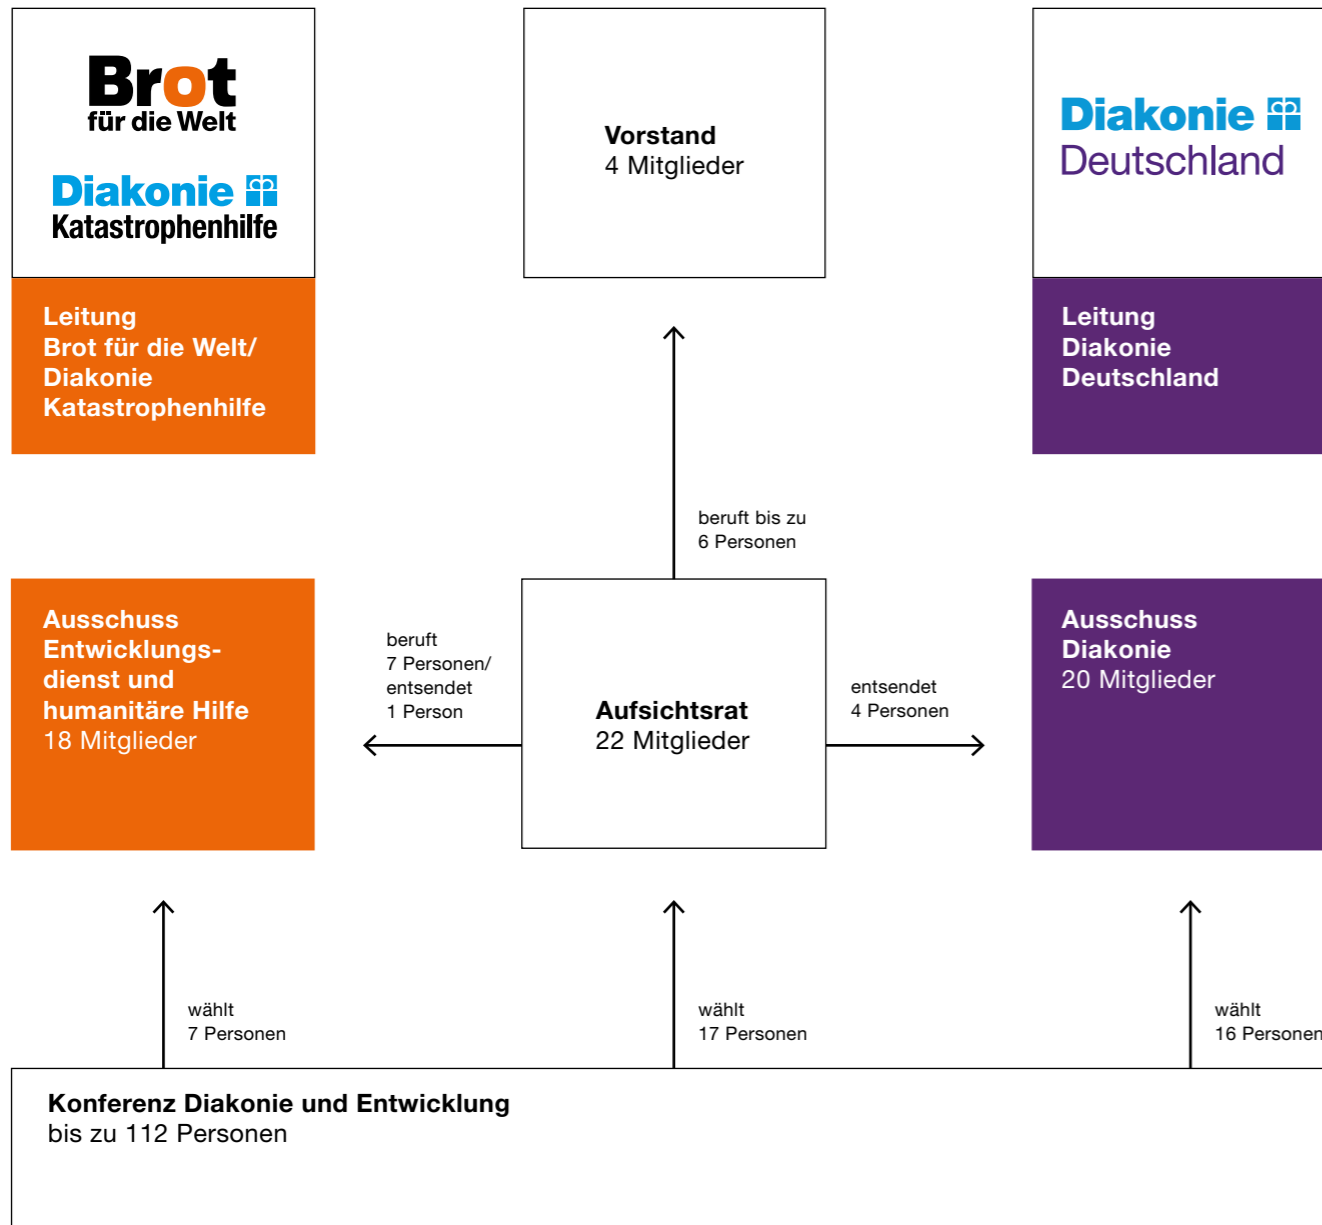 Brot
für die Welt
Diakonie
Katastrophenhilfe
Leitung
Brot für die Welt/
Diakonie
Katastrophenhilfe
Vorstand
4 Mitglieder
Diakonie
Deutschland
Leitung
Diakonie
Deutschland
beruft bis zu
6 Personen
Ausschuss
Entwicklungs-
dienst und
humanitäre Hilfe
18 Mitglieder
beruft
7 Personen/
entsendet
1 Person
Aufsichtsrat
22 Mitglieder
entsendet
4 Personen
Ausschuss
Diakonie
20 Mitglieder
wählt
7 Personen
wählt
17 Personen
wählt
16 Personen
Konferenz Diakonie und Entwicklung
bis zu 112 Personen